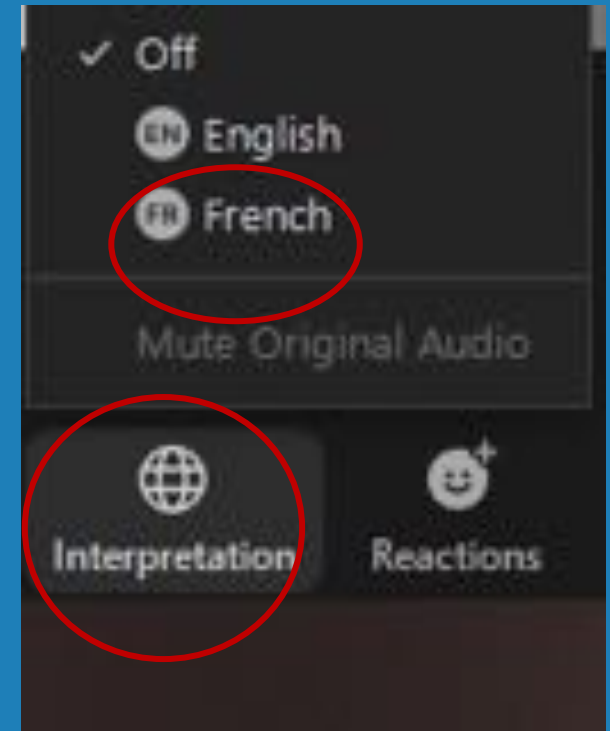 Off
EN English
FR French
Mute Original Audio
Interpretation Reactions